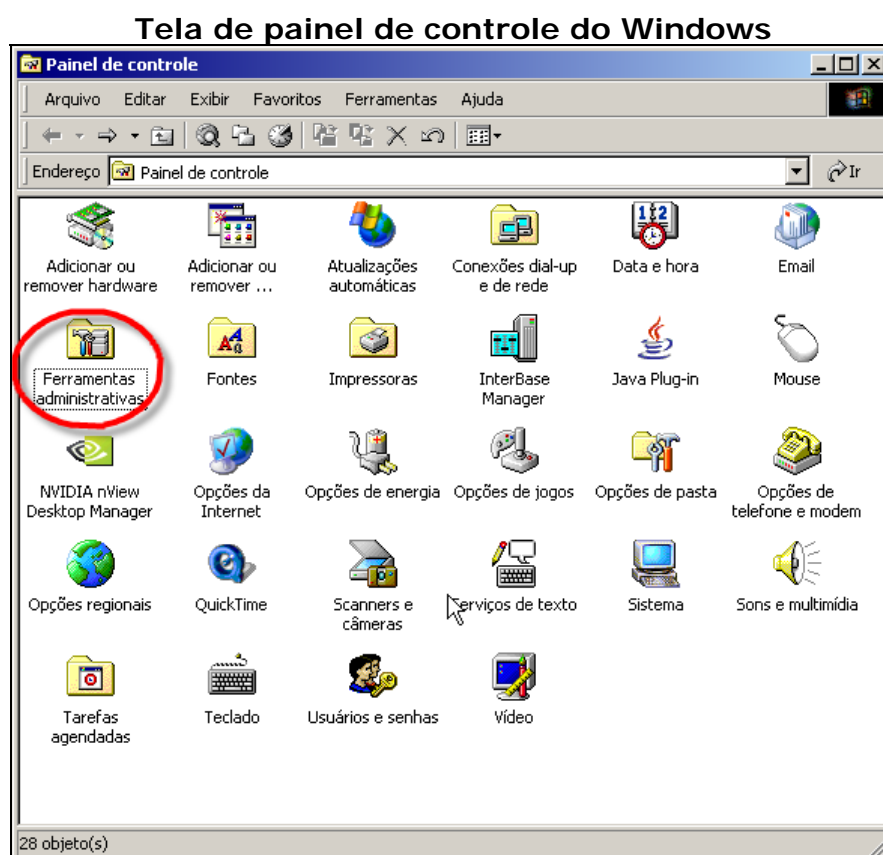 Tela de painel de controle do Windows
Painel de controle
Arquivo Editar Exibir Favoritos Ferramentas Ajuda
Endereço Painel de controle Ir
Adicionar ou remover hardware
Adicionar ou remover ...
Atualizações automáticas
Conexões dial-up e de rede
Data e hora
Email
Ferramentas administrativas
Fontes
Impressoras
InterBase Manager
Java Plug-in
Mouse
NVIDIA nView Desktop Manager
Opções da Internet
Opções de energia
Opções de jogos
Opções de pasta
Opções de telefone e modem
Opções regionais
QuickTime
Scanners e câmeras
Serviços de texto
Sistema
Sons e multimídia
Tarefas agendadas
Teclado
Usuários e senhas
Vídeo
28 objeto(s)